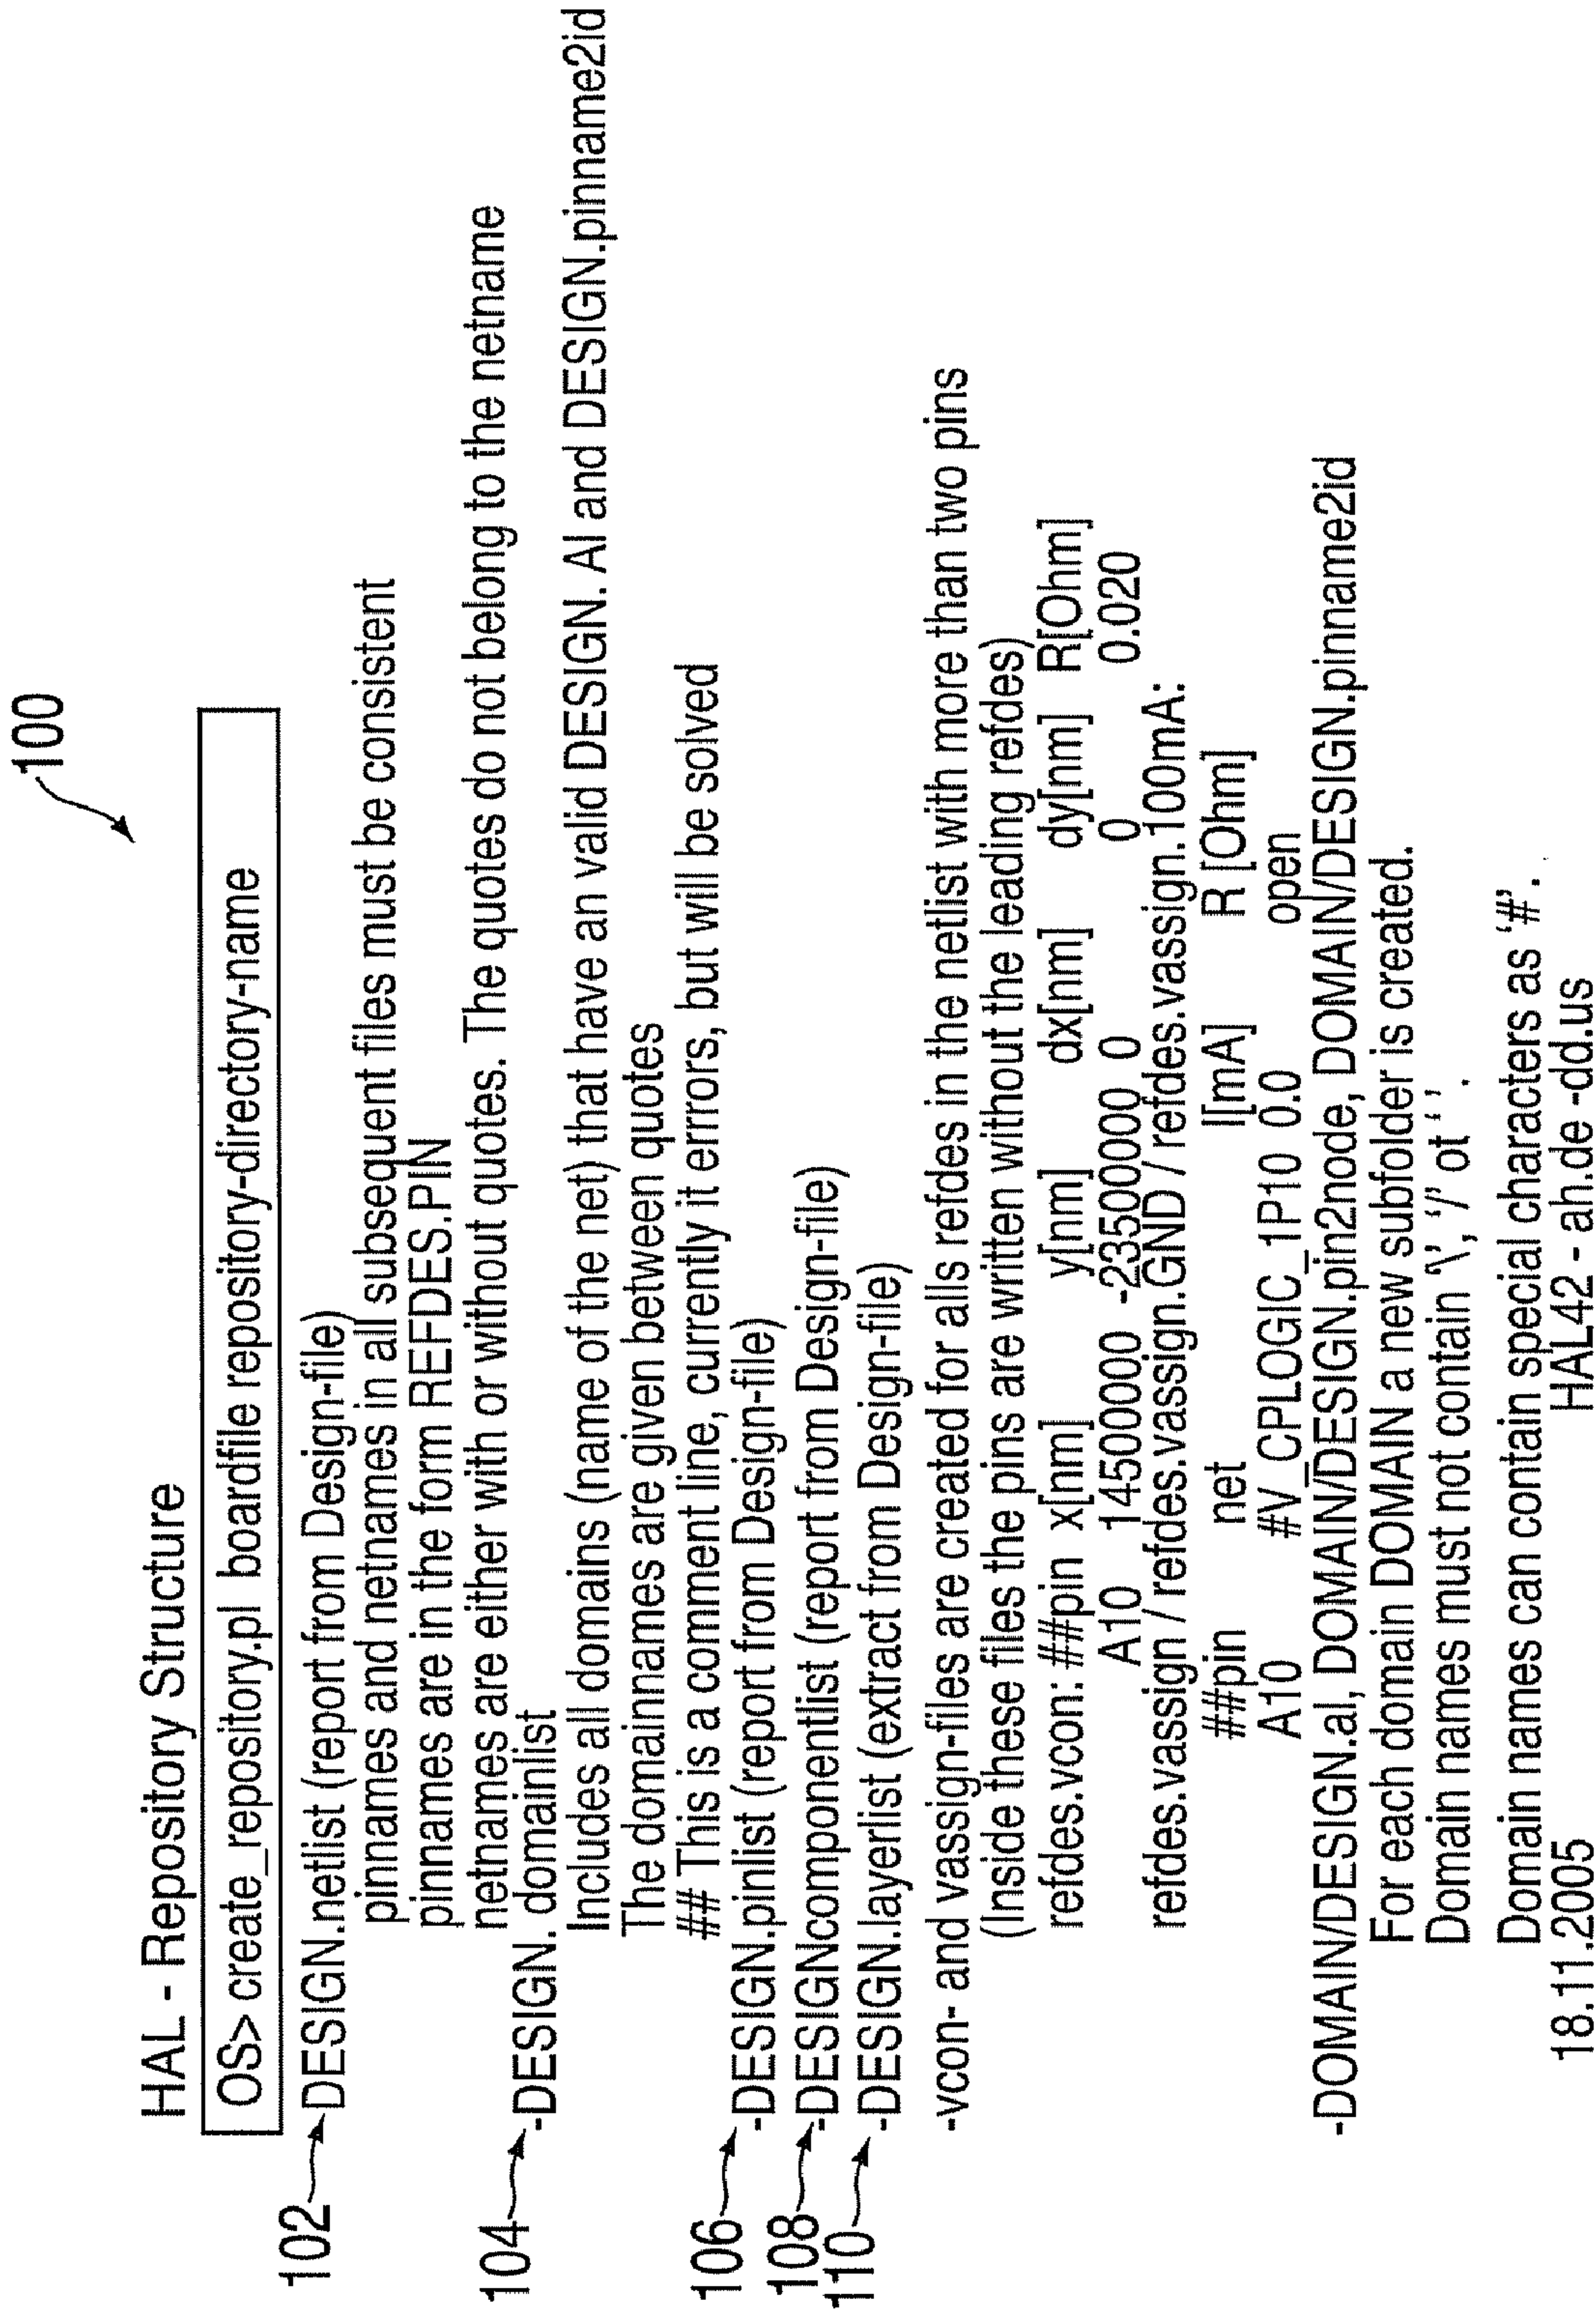 100
HAL - Repository Structure
OS> create_repository.pl boardfile repository-directory-name
102 -DESIGN.netlist (report from Design-file)
pinnames and netnames in all subsequent files must be consistent
pinnames are in the form REFDES.PIN
netnames are either with or without quotes. The quotes do not belong to the netname
104 -DESIGN. domainlist
Includes all domains (name of the net) that have an valid DESIGN. AI and DESIGN.pinname2id
The domainnames are given between quotes
## This is a comment line, currently it errors, but will be solved
106 -DESIGN.pinlist (report from Design-file)
108 -DESIGNcomponentlist (report from Design-file)
110 -DESIGN.layerlist (extract from Design-file)
-vcon- and vassign-files are created for alls refdes in the netlist with more than two pins
(Inside these files the pins are written without the leading refdes)
refdes.vcon: ##pin x[nm] y[nm] dx[nm] dy[nm] R[Ohm]
A10 14500000 -23500000 0 0 0.020
refdes.vassign / refdes.vassign.GND / refdes.vassign.100mA:
##pin net I[mA] R [Ohm]
A10 #V_CPLOGIC_1P10 0.0 open
-DOMAIN/DESIGN.al, DOMAIN/DESIGN.pin2node, DOMAIN/DESIGN.pinname2id
For each domain DOMAIN a new subfolder is created.
Domain names must not contain '\', '/' ot ' '.
Domain names can contain special characters as '#'.
18.11.2005 HAL42 - ah.de -dd.us